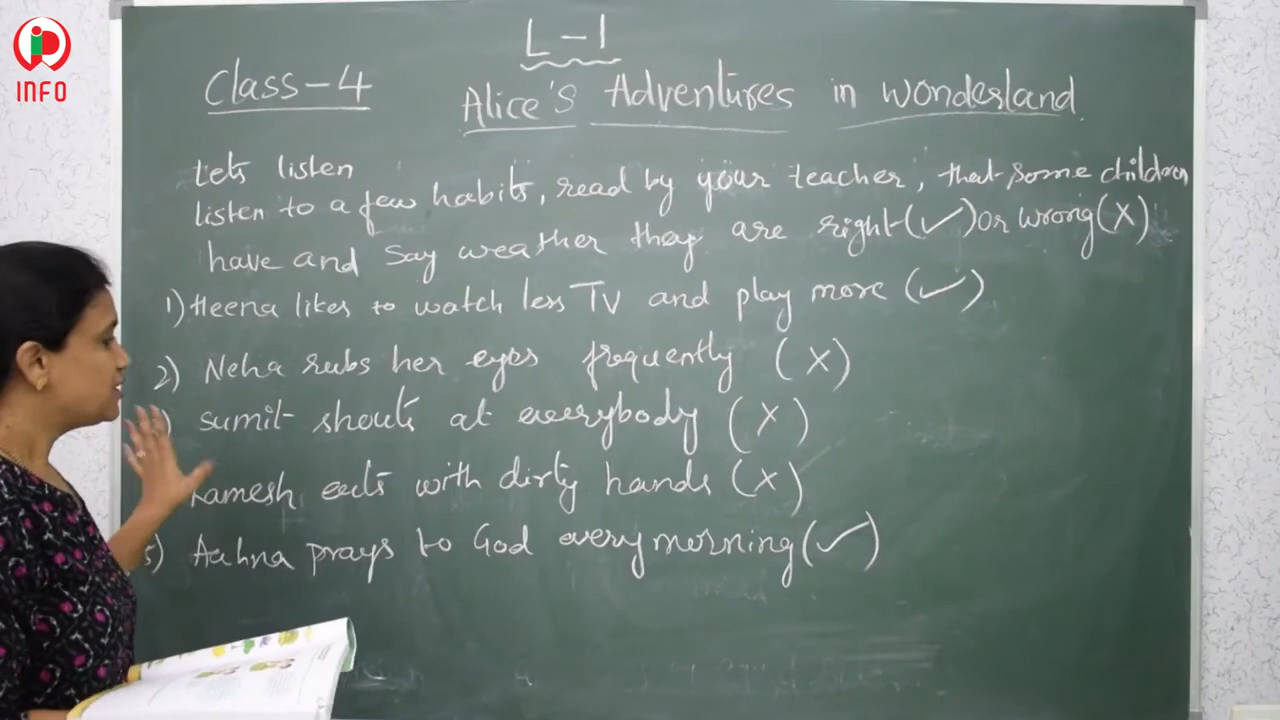 INFO
L-1
Class-4
Alice's Adventures in wonderland
Lets listen
listen to a few habits, read by your teacher, that some children
have and say weather they are right(✓) or wrong(X)
1) Heena likes to watch less TV and play more (✓)
2) Neha rubs her eyes frequently (X)
) sumit shouts at everybody (X)
Ramesh eats with dirty hands (X)
5) Aahna prays to God every morning (✓)